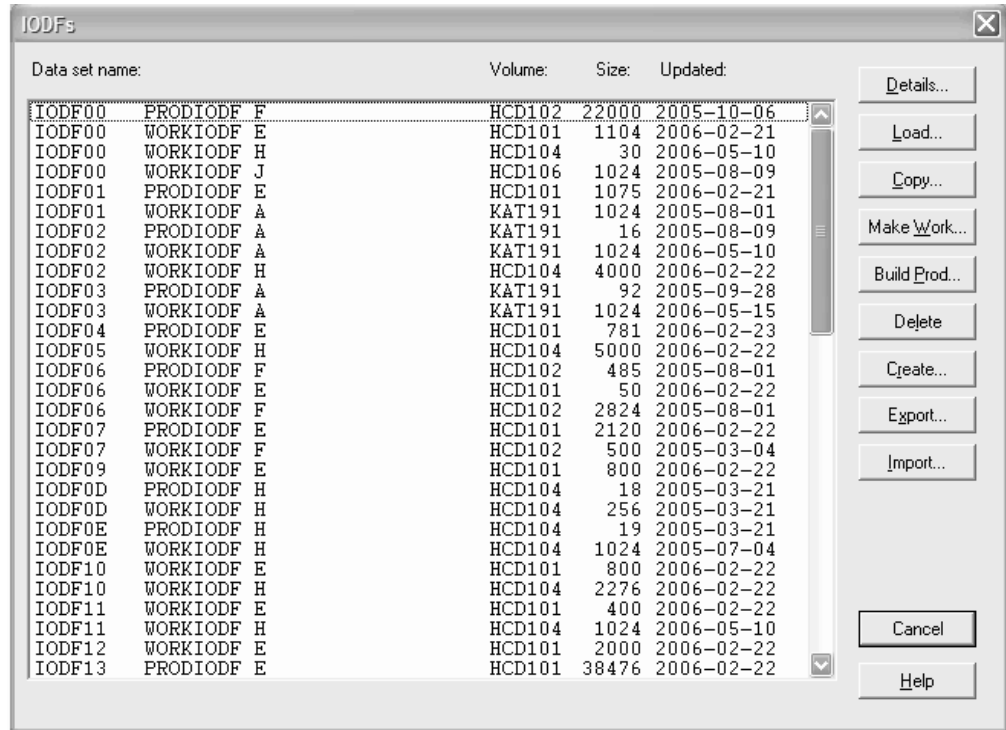 IODFs
Data set name: Volume: Size: Updated:
IODF00 PRODIODF F HCD102 22000 2005-10-06
IODF00 WORKIODF E HCD101 1104 2006-02-21
IODF00 WORKIODF H HCD104 30 2006-05-10
IODF00 WORKIODF J HCD106 1024 2005-08-09
IODF01 PRODIODF E HCD101 1075 2006-02-21
IODF01 WORKIODF A KAT191 1024 2005-08-01
IODF02 PRODIODF A KAT191 16 2005-08-09
IODF02 WORKIODF A KAT191 1024 2006-05-10
IODF02 WORKIODF H HCD104 4000 2006-02-22
IODF03 PRODIODF A KAT191 92 2005-09-28
IODF03 WORKIODF A KAT191 1024 2006-05-15
IODF04 PRODIODF E HCD101 781 2006-02-23
IODF05 WORKIODF H HCD104 5000 2006-02-22
IODF06 PRODIODF F HCD102 485 2005-08-01
IODF06 WORKIODF E HCD101 50 2006-02-22
IODF06 WORKIODF F HCD102 2824 2005-08-01
IODF07 PRODIODF E HCD101 2120 2006-02-22
IODF07 WORKIODF F HCD102 500 2005-03-04
IODF09 WORKIODF E HCD101 800 2006-02-22
IODF0D PRODIODF H HCD104 18 2005-03-21
IODF0D WORKIODF H HCD104 256 2005-03-21
IODF0E PRODIODF H HCD104 19 2005-03-21
IODF0E WORKIODF H HCD104 1024 2005-07-04
IODF10 WORKIODF E HCD101 800 2006-02-22
IODF10 WORKIODF H HCD104 2276 2006-02-22
IODF11 WORKIODF E HCD101 400 2006-02-22
IODF11 WORKIODF H HCD104 1024 2006-05-10
IODF12 WORKIODF E HCD101 2000 2006-02-22
IODF13 PRODIODF E HCD101 38476 2006-02-22
Details...
Load...
Copy...
Make Work...
Build Prod...
Delete
Create...
Export...
Import...
Cancel
Help